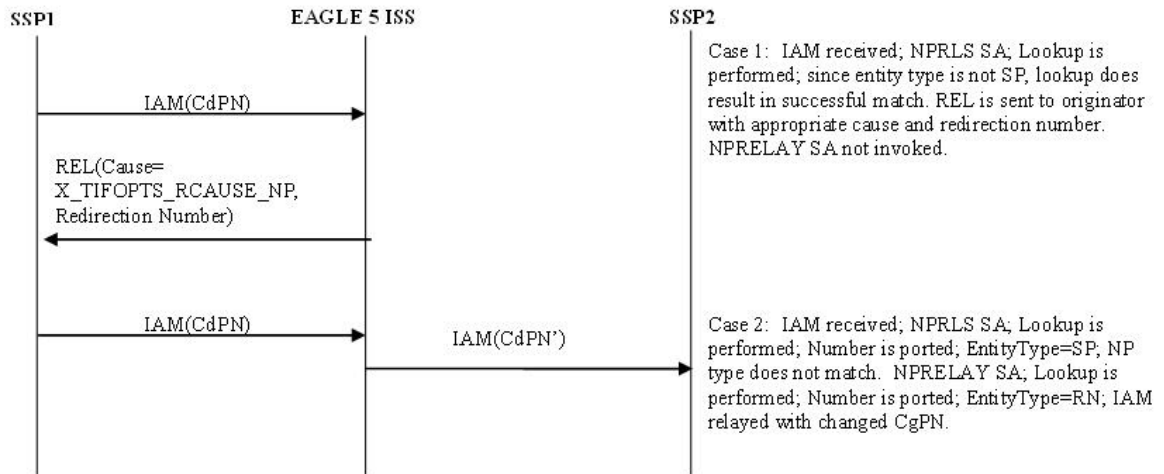 SSP1
EAGLE 5 ISS
SSP2
Case 1:  IAM received; NPRLS SA; Lookup is
performed; since entity type is not SP, lookup does
result in successful match. REL is sent to originator
with appropriate cause and redirection number.
NPRELAY SA not invoked.
IAM(CdPN)
REL(Cause=
X_TIFOPTS_RCAUSE_NP,
Redirection Number)
IAM(CdPN)
IAM(CdPN’)
Case 2:  IAM received; NPRLS SA; Lookup is
performed; Number is ported; EntityType=SP; NP
type does not match.  NPRELAY SA; Lookup is
performed; Number is ported; EntityType=RN; IAM
relayed with changed CgPN.